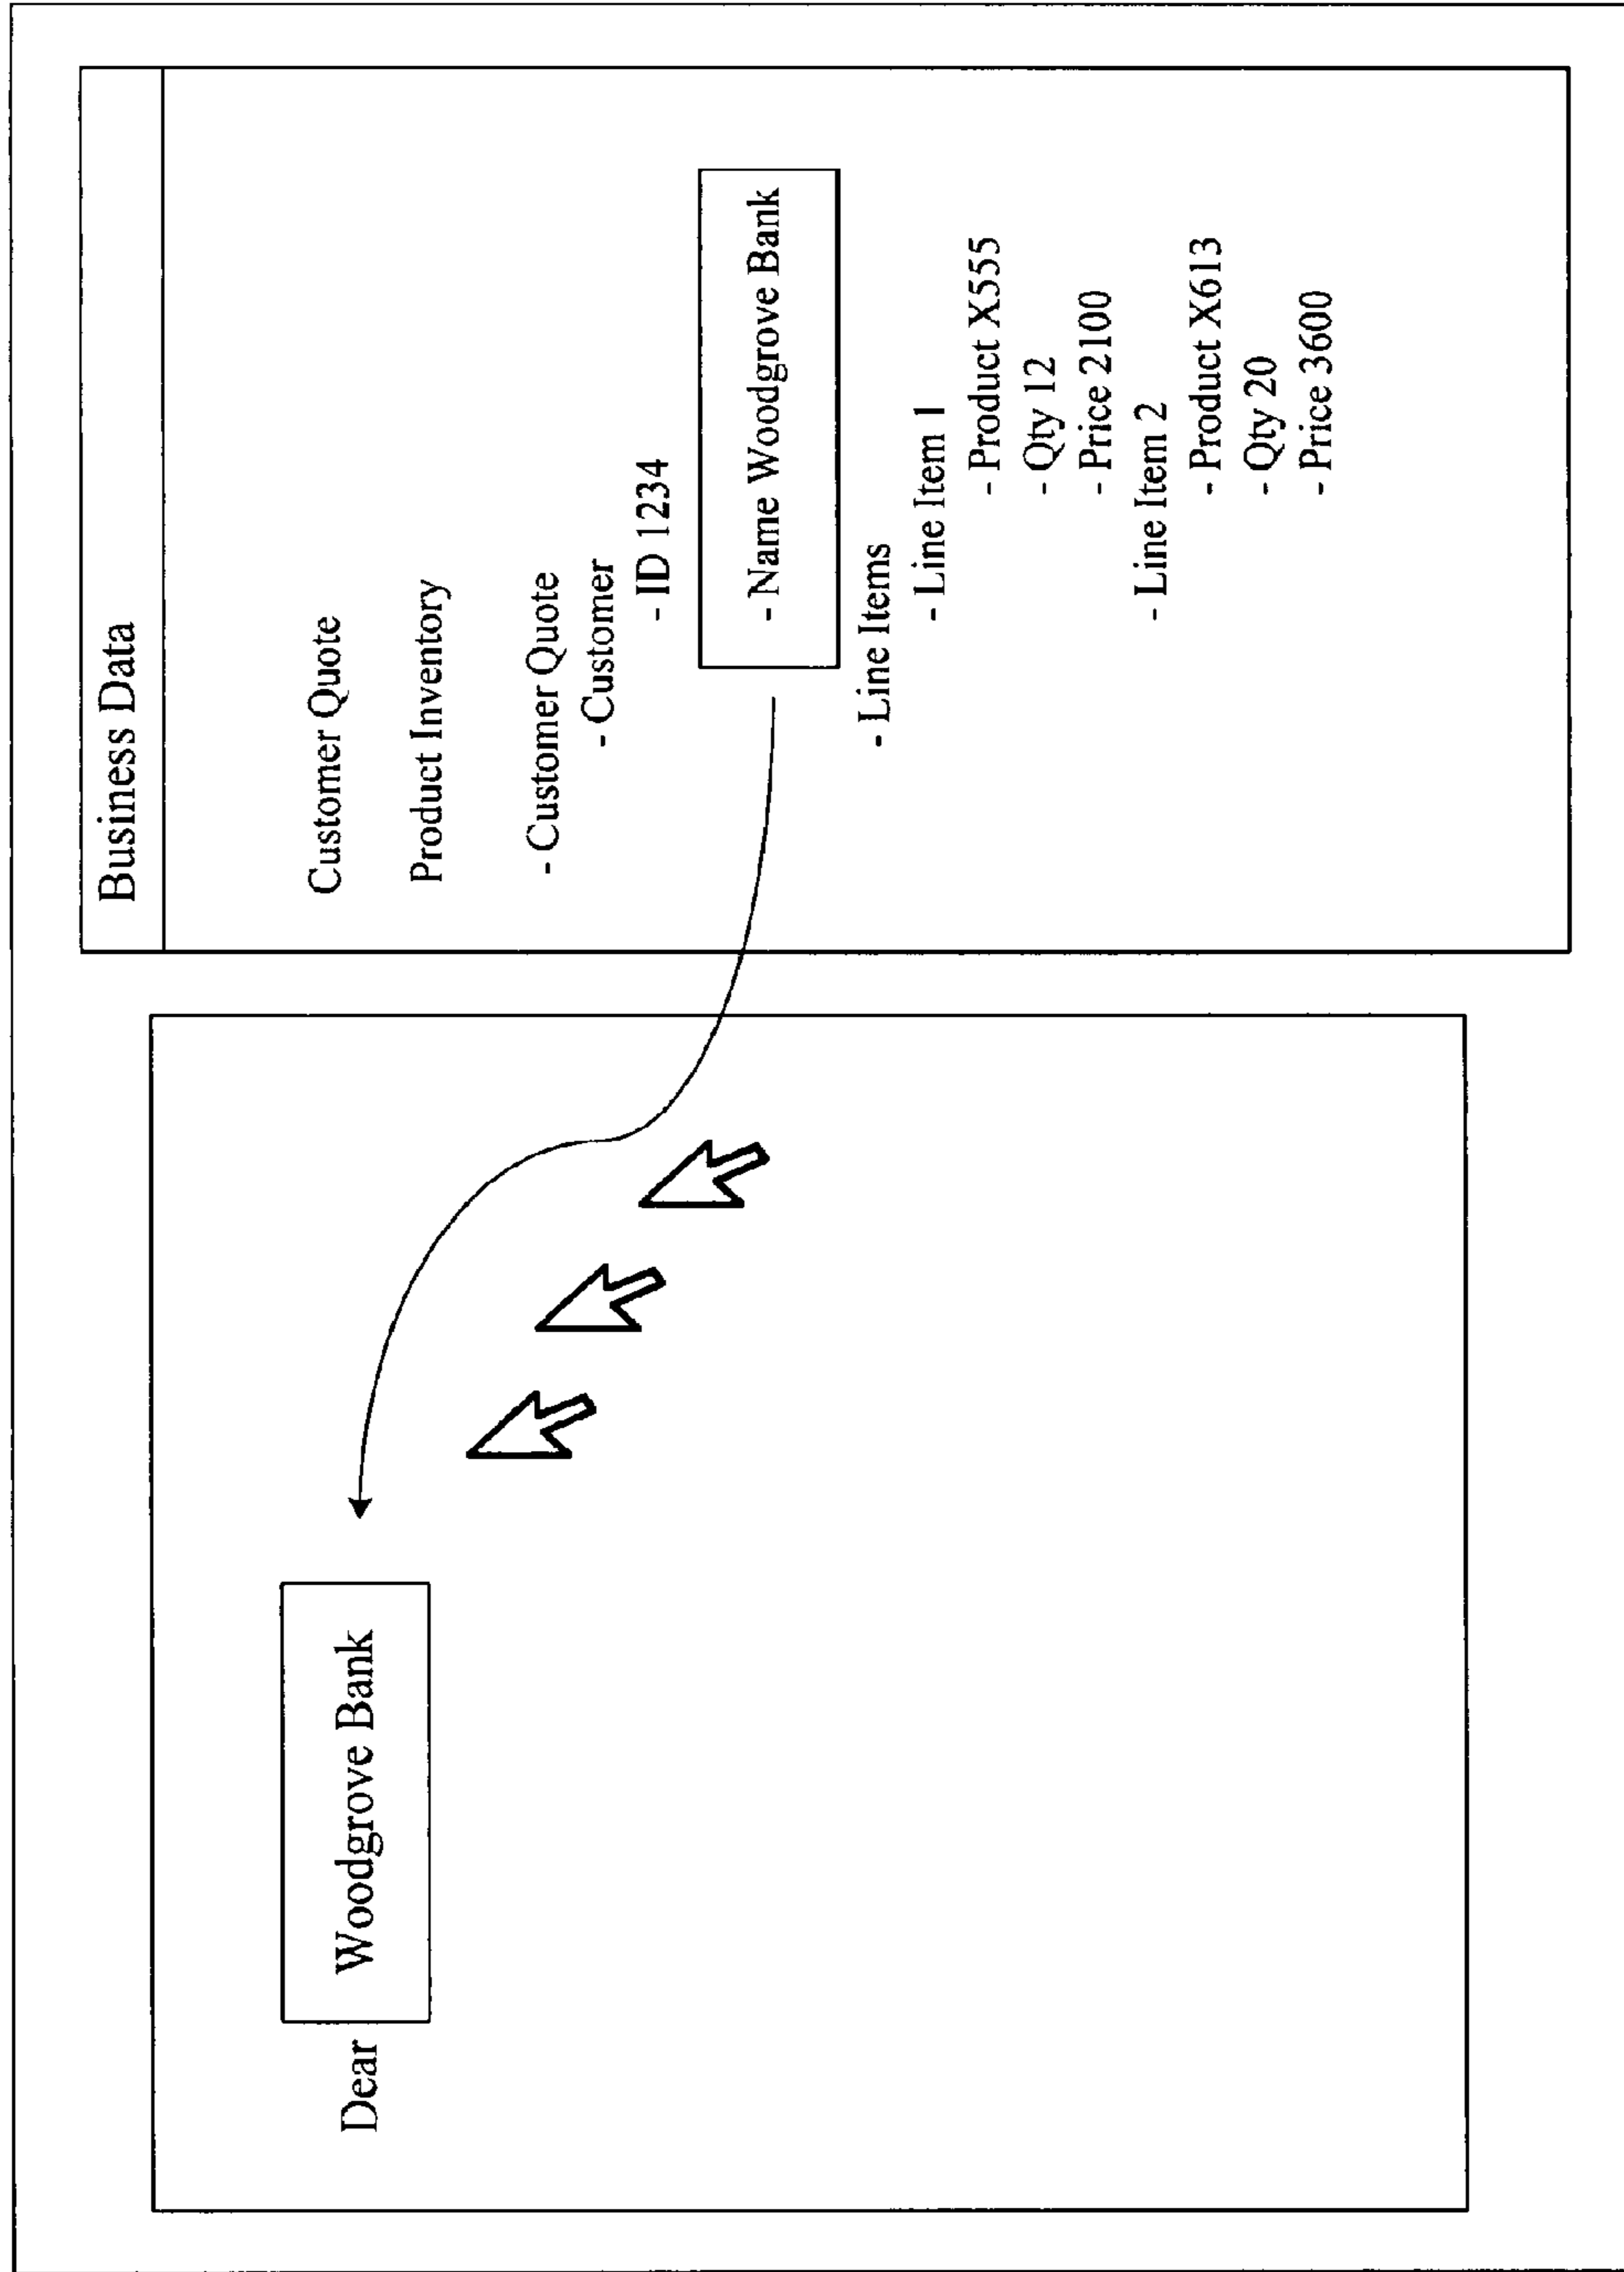 Dear Woodgrove Bank
Business Data
Customer Quote
Product Inventory
- Customer Quote
- Customer
- ID 1234
- Name Woodgrove Bank
- Line Items
- Line Item 1
- Product X555
- Qty 12
- Price 2100
- Line Item 2
- Product X613
- Qty 20
- Price 3600